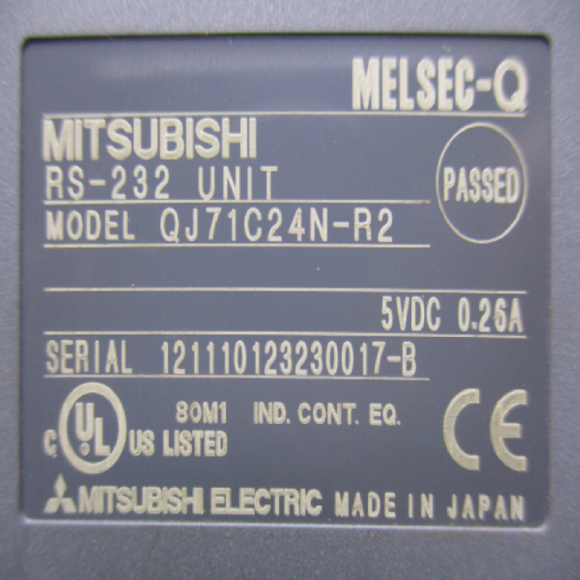 MELSEC-Q
MITSUBISHI
RS-232 UNIT
PASSED
MODEL QJ71C24N-R2
5VDC 0.26A
SERIAL 121110123230017-B
C UL US LISTED 80M1 IND. CONT. EQ. CE
MITSUBISHI ELECTRIC MADE IN JAPAN